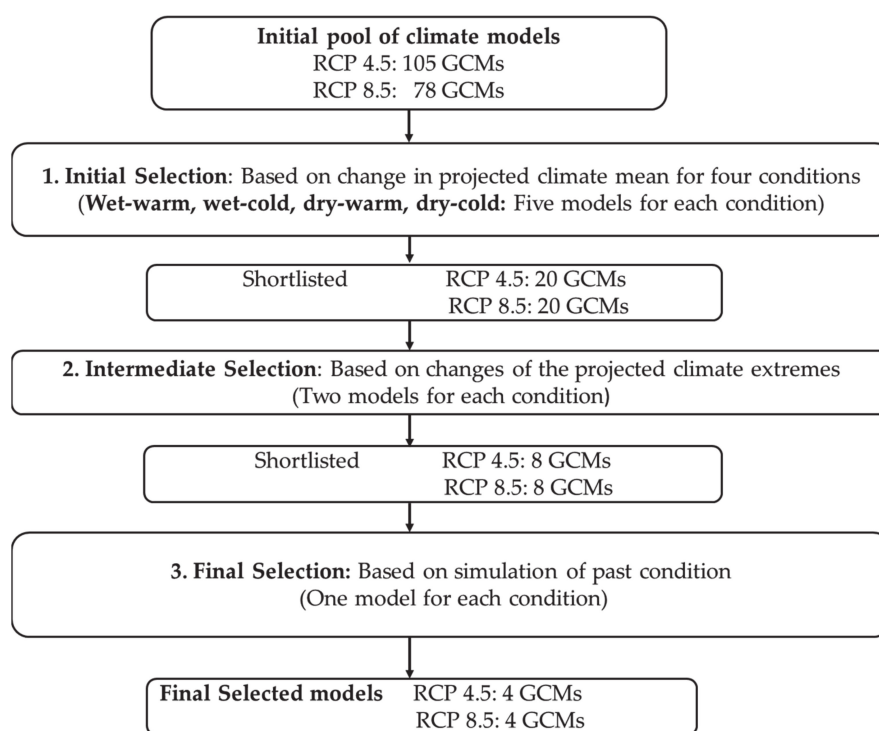 Initial pool of climate models
RCP 4.5: 105 GCMs
RCP 8.5: 78 GCMs
1. Initial Selection: Based on change in projected climate mean for four conditions
(Wet-warm, wet-cold, dry-warm, dry-cold: Five models for each condition)
Shortlisted RCP 4.5: 20 GCMs
RCP 8.5: 20 GCMs
2. Intermediate Selection: Based on changes of the projected climate extremes
(Two models for each condition)
Shortlisted RCP 4.5: 8 GCMs
RCP 8.5: 8 GCMs
3. Final Selection: Based on simulation of past condition
(One model for each condition)
Final Selected models RCP 4.5: 4 GCMs
RCP 8.5: 4 GCMs